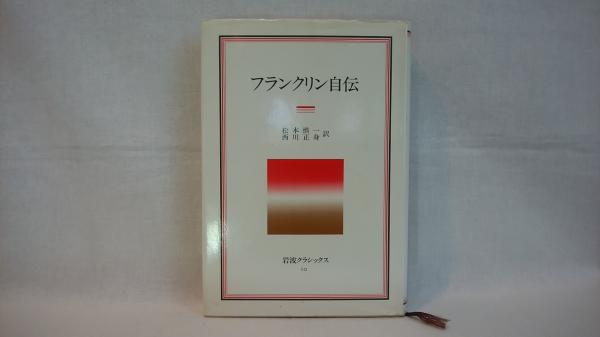 フランクリン自伝
松本慎一
西川正身 訳
岩波クラシックス